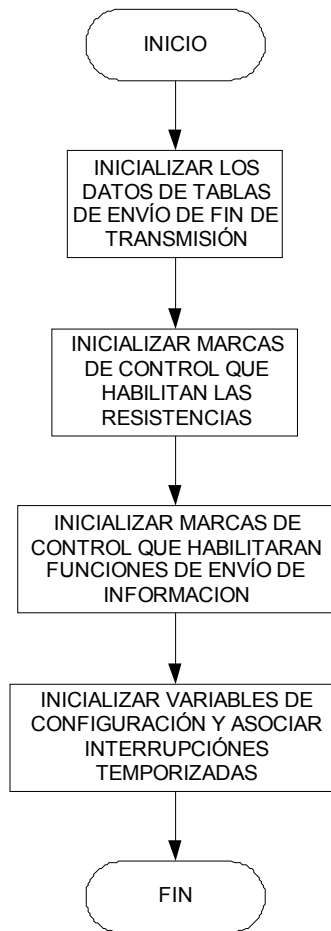 INICIO
INICIALIZAR LOS
DATOS DE TABLAS
DE ENVÍO DE FIN DE
TRANSMISIÓN
INICIALIZAR MARCAS
DE CONTROL QUE
HABILITAN LAS
RESISTENCIAS
INICIALIZAR MARCAS DE
CONTROL QUE HABILITARAN
FUNCIONES DE ENVÍO DE
INFORMACION
INICIALIZAR VARIABLES DE
CONFIGURACIÓN Y ASOCIAR
INTERRUPCIÓNES
TEMPORIZADAS
FIN